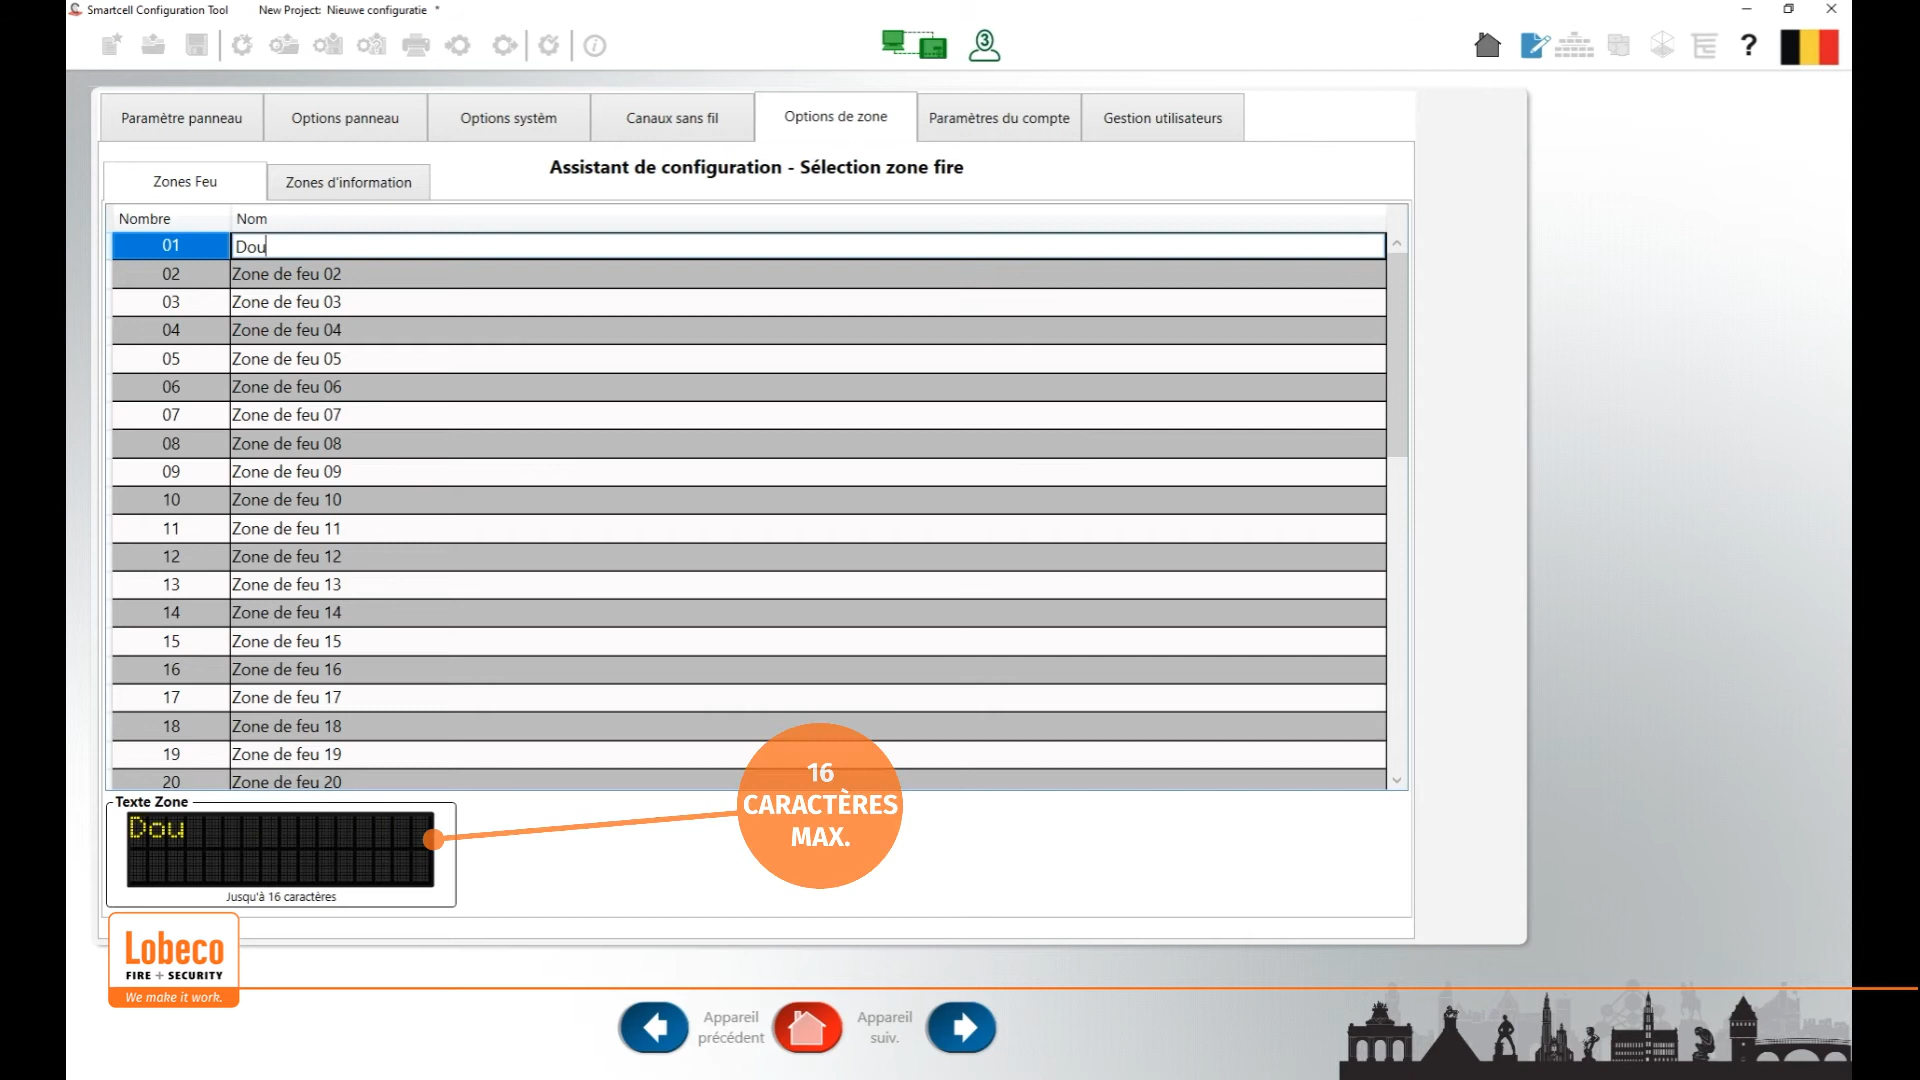 Smartcell Configuration Tool New Project: Nieuwe configuratie *
3 ?
Paramètre panneau Options panneau Options systèm Canaux sans fil Options de zone Paramètres du compte Gestion utilisateurs
Assistant de configuration - Sélection zone fire
Zones Feu Zones d'information
Nombre Nom
01 Dou
02 Zone de feu 02
03 Zone de feu 03
04 Zone de feu 04
05 Zone de feu 05
06 Zone de feu 06
07 Zone de feu 07
08 Zone de feu 08
09 Zone de feu 09
10 Zone de feu 10
11 Zone de feu 11
12 Zone de feu 12
13 Zone de feu 13
14 Zone de feu 14
15 Zone de feu 15
16 Zone de feu 16
17 Zone de feu 17
18 Zone de feu 18
19 Zone de feu 19
20 Zone de feu 20
16
CARACTÈRES
MAX.
Texte Zone
Dou
Jusqu'à 16 caractères
Lobeco
FIRE + SECURITY
We make it work.
Appareil
précédent
Appareil
suiv.